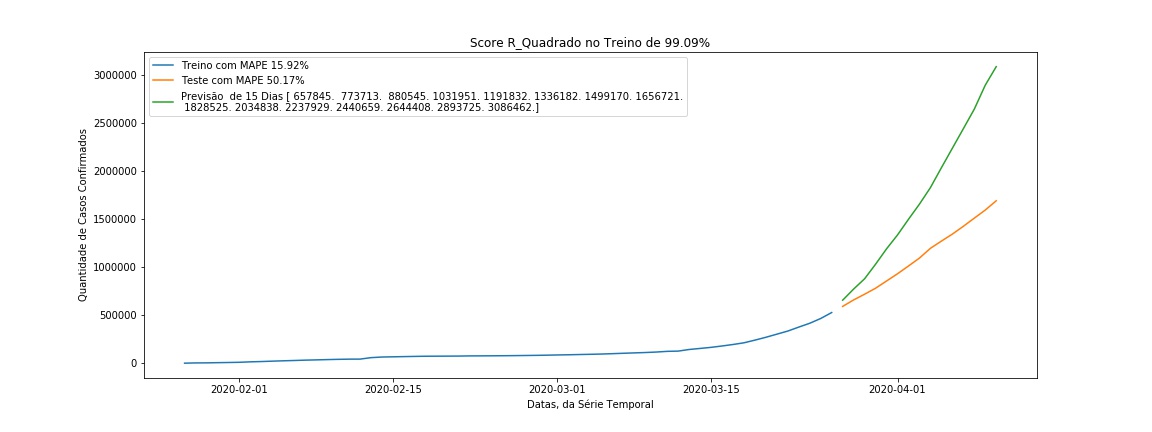 Score R_Quadrado no Treino de 99.09%
Treino com MAPE 15.92%
Teste com MAPE 50.17%
Previsão  de 15 Dias [ 657845.  773713.  880545. 1031951. 1191832. 1336182. 1499170. 1656721.
1828525. 2034838. 2237929. 2440659. 2644408. 2893725. 3086462.]
Quantidade de Casos Confirmados
3000000
2500000
2000000
1500000
1000000
500000
0
2020-02-01 2020-02-15 2020-03-01 2020-03-15 2020-04-01
Datas, da Série Temporal